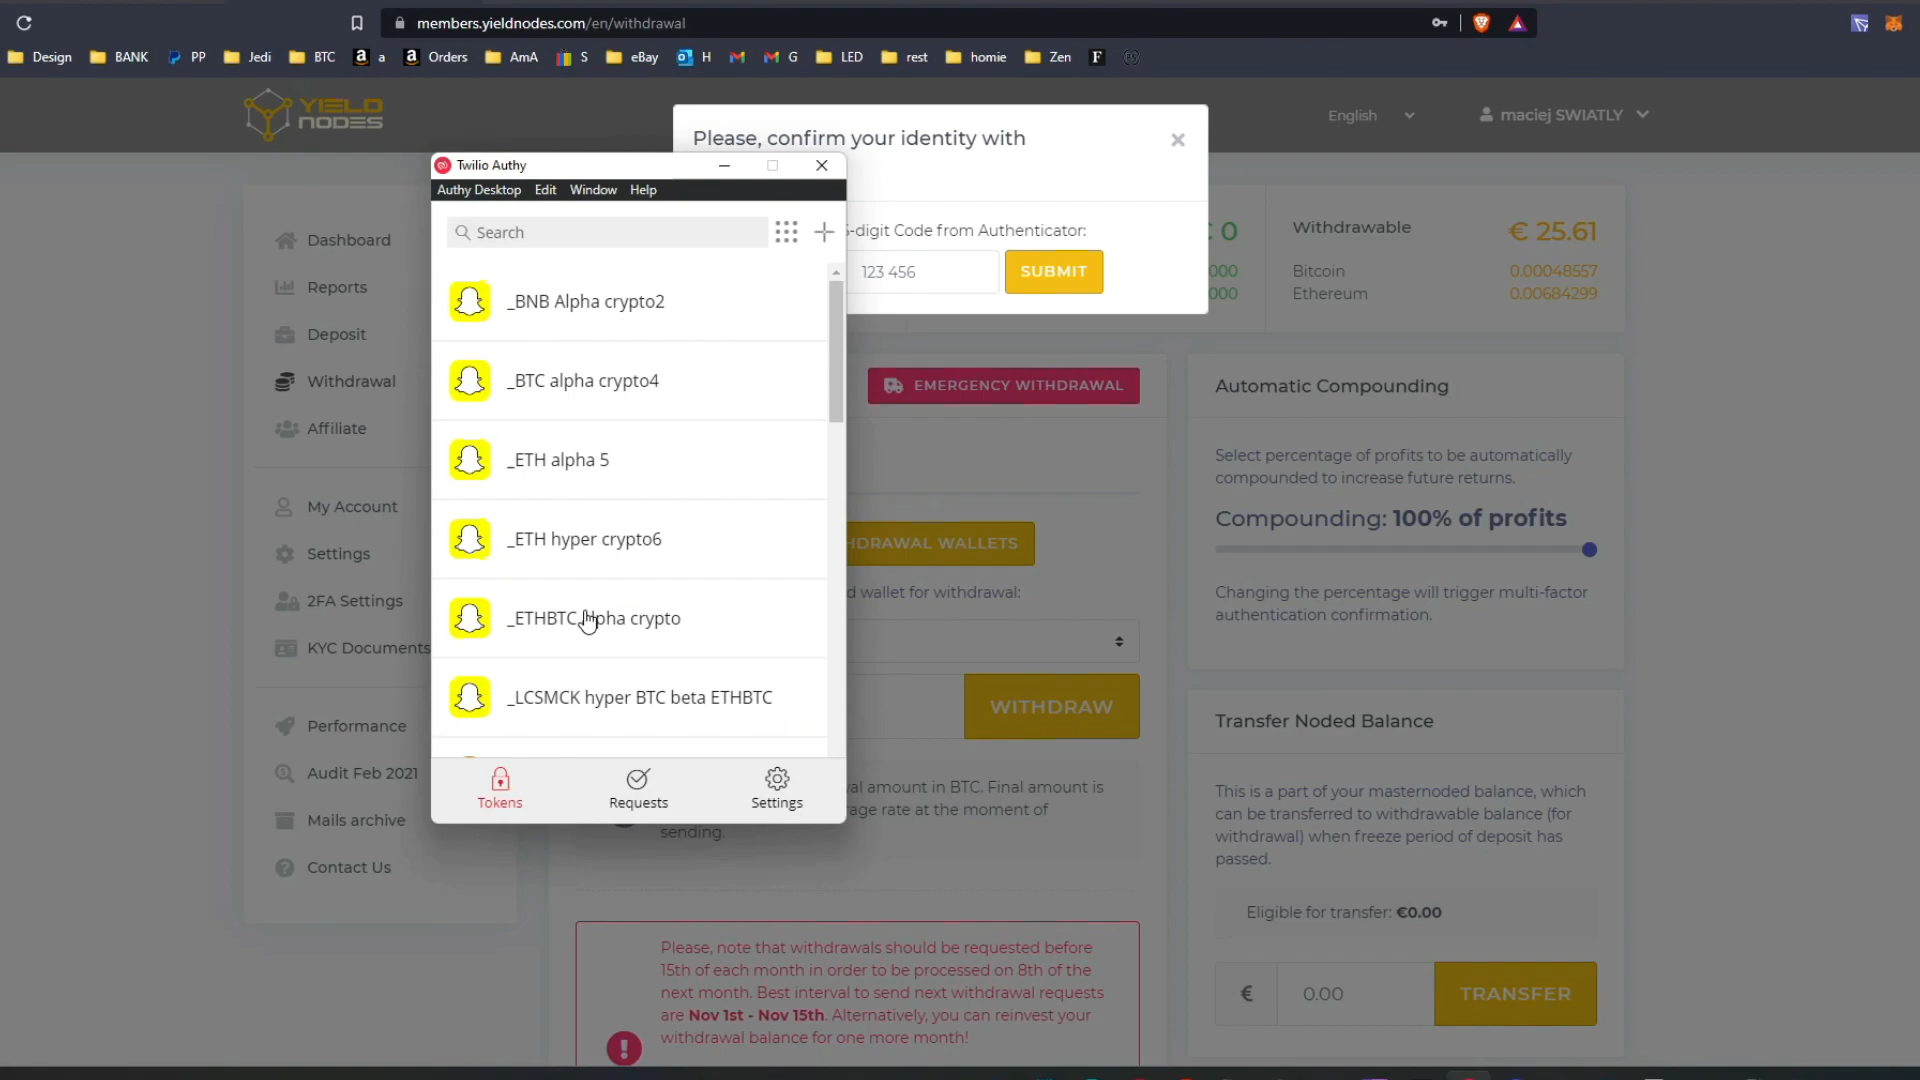 members.yieldnodes.com/en/withdrawal
Design BANK PP Jedi BTC a Orders AmA S eBay H G LED rest homie Zen F
YIELD
NODES
English
maciej SWIATLY
Please, confirm your identity with
Twilio Authy
Authy Desktop Edit Window Help
Search
_BNB Alpha crypto2
_BTC alpha crypto4
_ETH alpha 5
_ETH hyper crypto6
_ETHBTC alpha crypto
_LCSMCK hyper BTC beta ETHBTC
Tokens Requests Settings
-digit Code from Authenticator:
123 456
SUBMIT
€ 0
000
000
Withdrawable € 25.61
Bitcoin 0.00048557
Ethereum 0.00684299
Dashboard
Reports
Deposit
Withdrawal
Affiliate
My Account
Settings
2FA Settings
KYC Documents
Performance
Audit Feb 2021
Mails archive
Contact Us
EMERGENCY WITHDRAWAL
HDRAWAL WALLETS
d wallet for withdrawal:
WITHDRAW
al amount in BTC. Final amount is
age rate at the moment of
sending.
Please, note that withdrawals should be requested before
15th of each month in order to be processed on 8th of the
next month. Best interval to send next withdrawal requests
are Nov 1st - Nov 15th. Alternatively, you can reinvest your
withdrawal balance for one more month!
Automatic Compounding
Select percentage of profits to be automatically
compounded to increase future returns.
Compounding: 100% of profits
Changing the percentage will trigger multi-factor
authentication confirmation.
Transfer Noded Balance
This is a part of your masternoded balance, which
can be transferred to withdrawable balance (for
withdrawal) when freeze period of deposit has
passed.
Eligible for transfer: €0.00
€ 0.00
TRANSFER